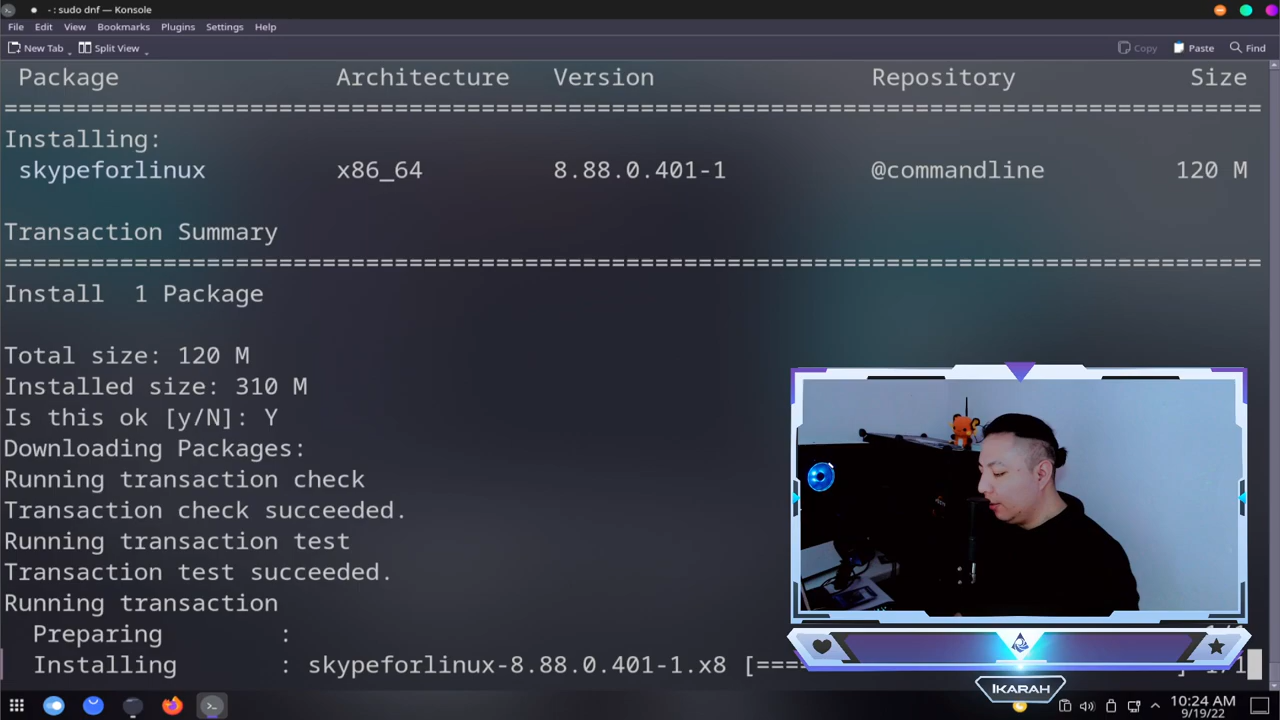 - : sudo dnf — Konsole
File Edit View Bookmarks Plugins Settings Help
New Tab Split View Copy Paste Find
Package Architecture Version Repository Size
================================================================================
Installing:
skypeforlinux x86_64 8.88.0.401-1 @commandline 120 M
Transaction Summary
================================================================================
Install 1 Package
Total size: 120 M
Installed size: 310 M
Is this ok [y/N]: Y
Downloading Packages:
Running transaction check
Transaction check succeeded.
Running transaction test
Transaction test succeeded.
Running transaction
Preparing :
Installing : skypeforlinux-8.88.0.401-1.x8 [==== ] 1/1
IKARAH
10:24 AM
9/19/22